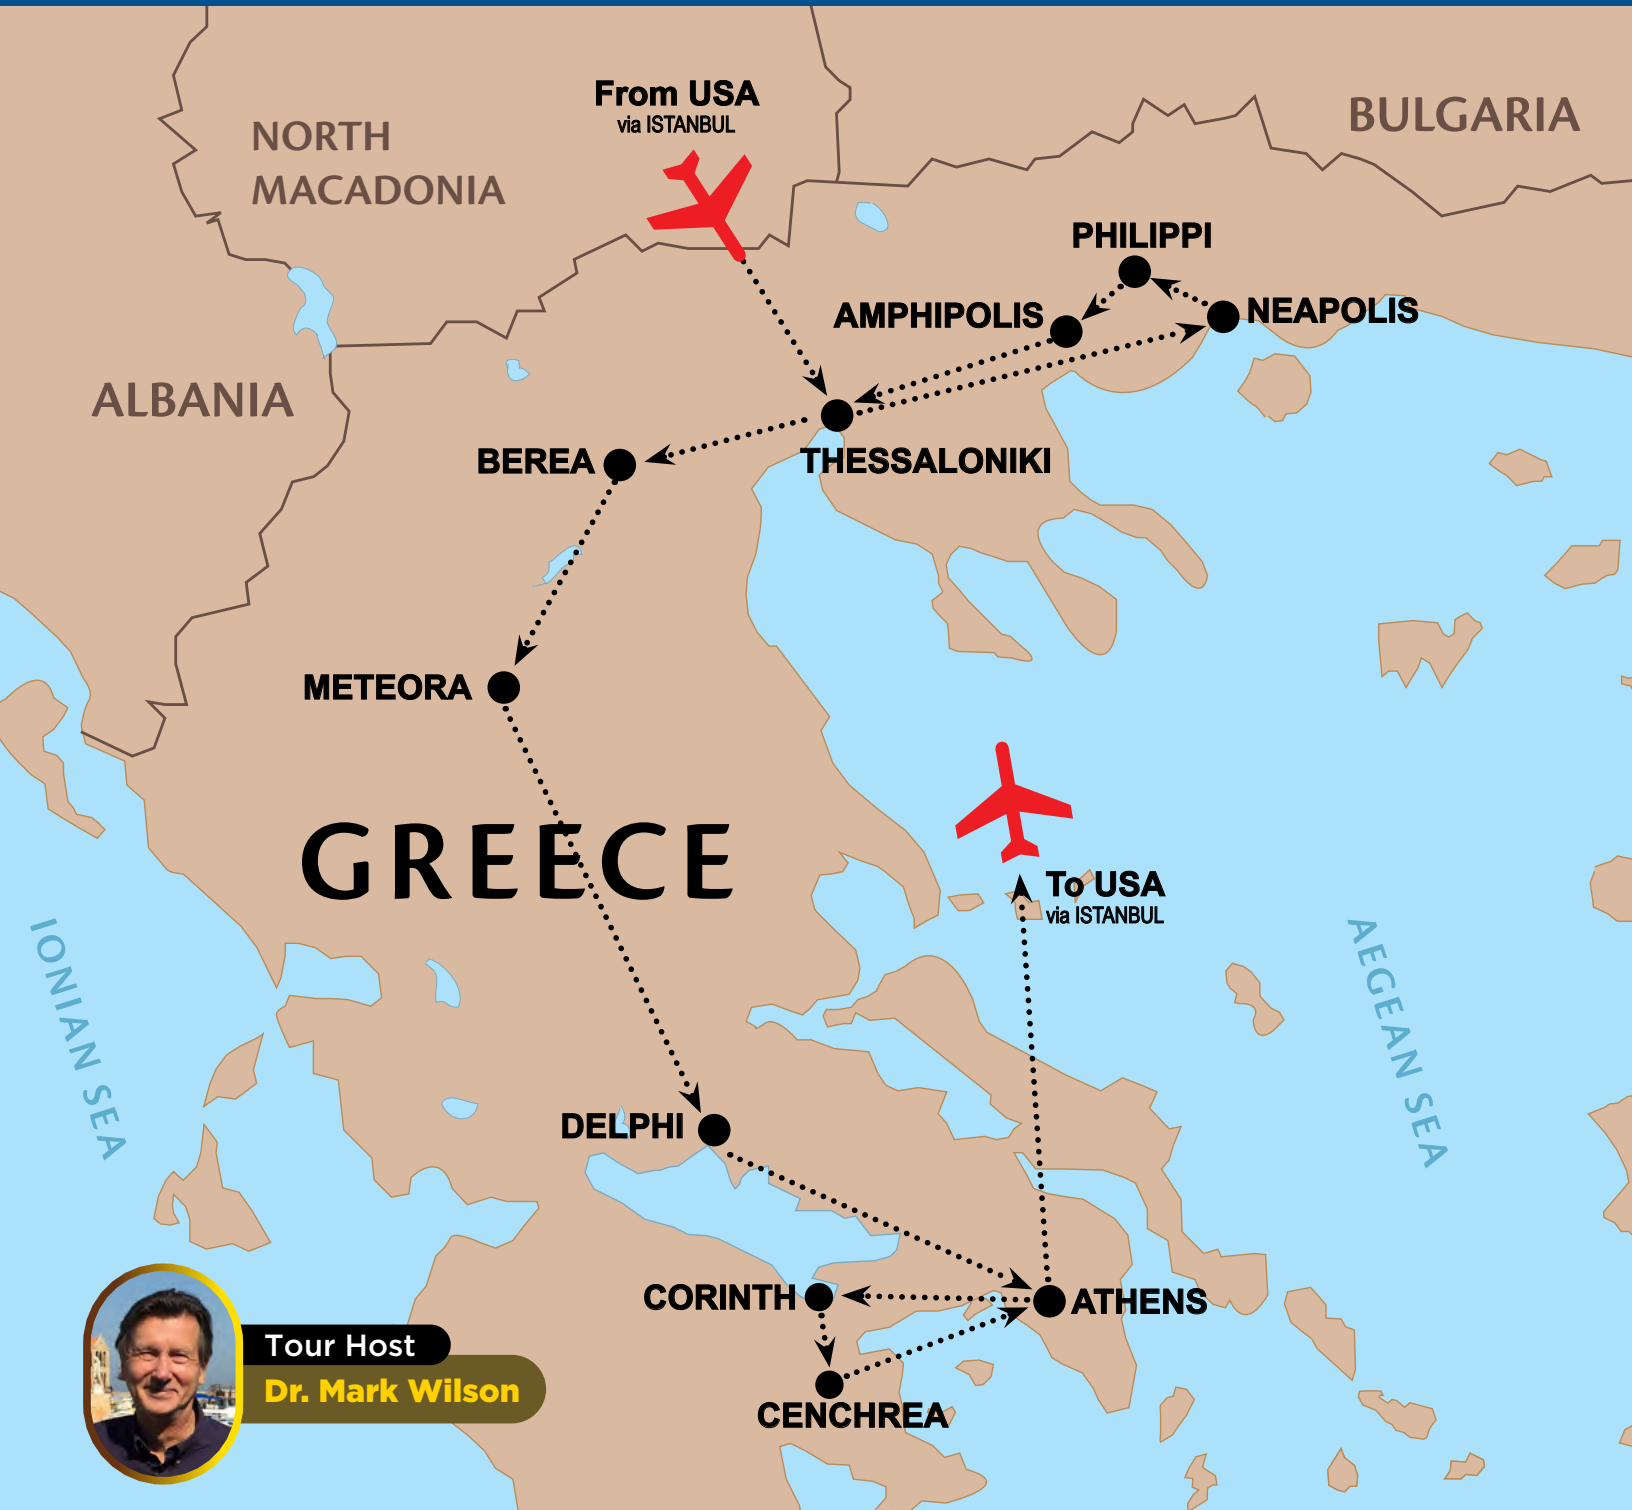 From USA
via ISTANBUL
BULGARIA
NORTH
MACADONIA
PHILIPPI
AMPHIPOLIS
NEAPOLIS
ALBANIA
BEREA
THESSALONIKI
METEORA
GREECE
To USA
via ISTANBUL
IONIAN SEA
AEGEAN SEA
DELPHI
CORINTH
ATHENS
Tour Host
Dr. Mark Wilson
CENCHREA